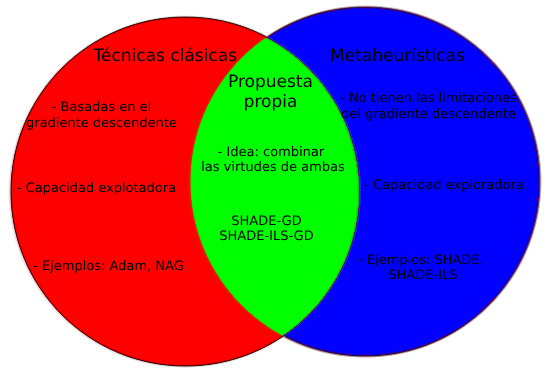 Técnicas clásicas
- Basadas en el
gradiente descendente
- Capacidad explotadora
- Ejemplos: Adam, NAG
Propuesta
propia
- Idea: combinar
las virtudes de ambas
SHADE-GD
SHADE-ILS-GD
Metaheurísticas
- No tienen las limitaciones
del gradiente descendente
Capacidad exploradora
- Ejemplos: SHADE,
SHADE-ILS